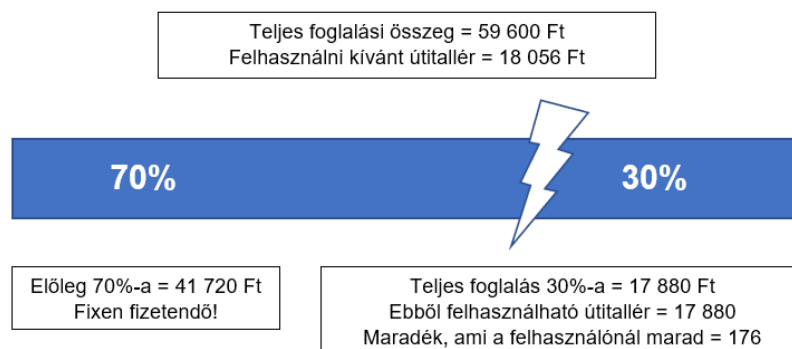 Teljes foglalási összeg = 59 600 Ft
Felhasználni kívánt útitallér = 18 056 Ft
70%
30%
Előleg 70%-a = 41 720 Ft
Fixen fizetendő!
Teljes foglalás 30%-a = 17 880 Ft
Ebből felhasználható útitallér = 17 880
Maradék, ami a felhasználónál marad = 176